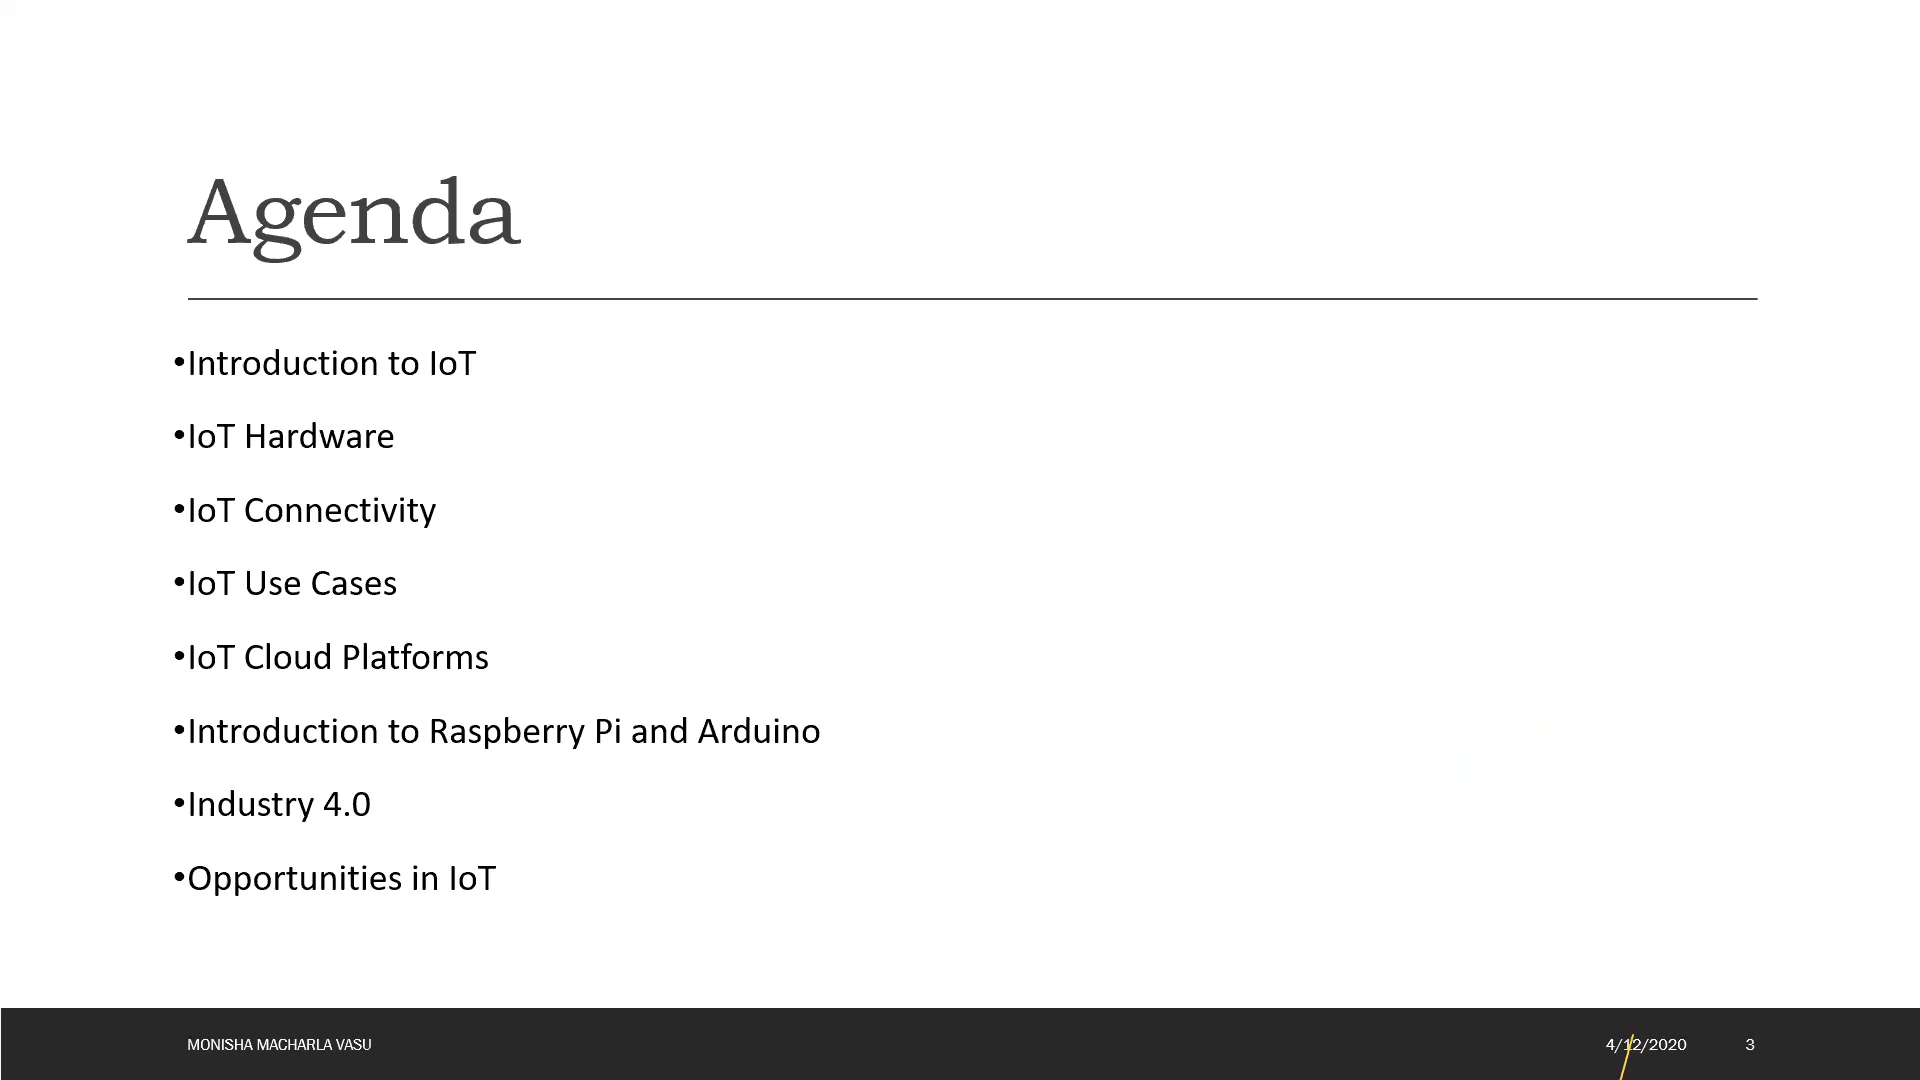 Agenda
•Introduction to IoT
•IoT Hardware
•IoT Connectivity
•IoT Use Cases
•IoT Cloud Platforms
•Introduction to Raspberry Pi and Arduino
•Industry 4.0
•Opportunities in IoT
MONISHA MACHARLA VASU 4/12/2020 3